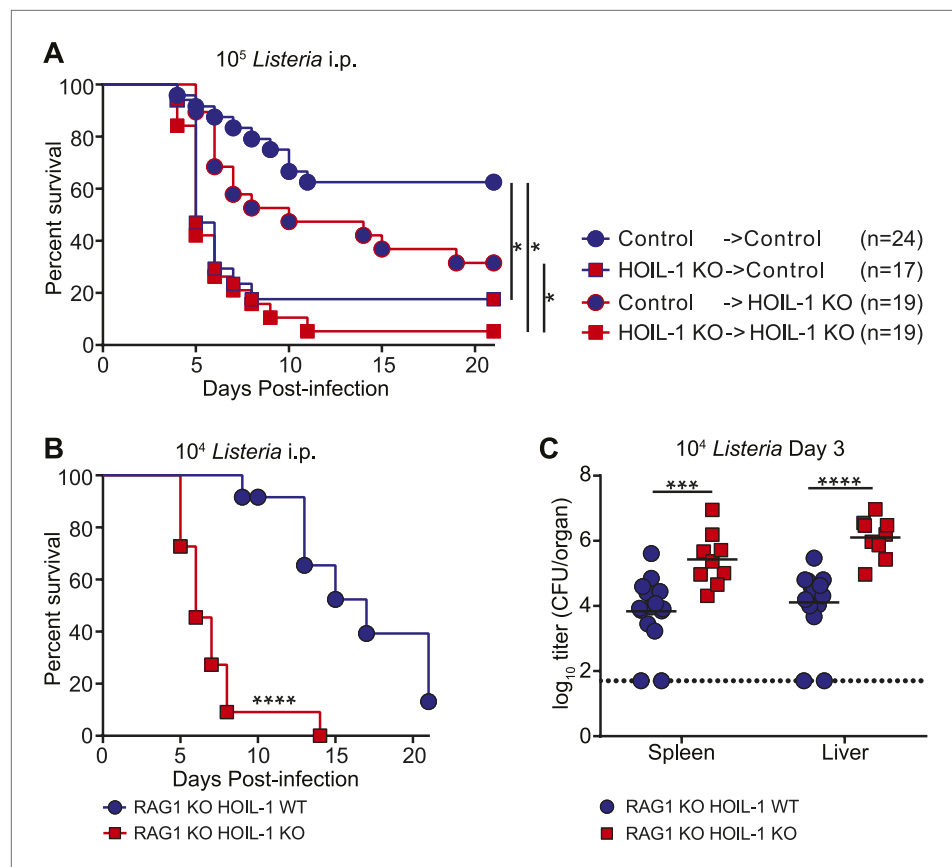 A
10⁵ Listeria i.p.
100
80
60
40
20
0
Percent survival
0 5 10 15 20
Days Post-infection
*
*
*
Control ->Control (n=24)
HOIL-1 KO->Control (n=17)
Control ->HOIL-1 KO (n=19)
HOIL-1 KO->HOIL-1 KO (n=19)
B
10⁴ Listeria i.p.
100
80
60
40
20
0
Percent survival
****
0 5 10 15 20
Days Post-infection
RAG1 KO HOIL-1 WT
RAG1 KO HOIL-1 KO
C
10⁴ Listeria Day 3
8
6
4
2
0
log₁₀ titer (CFU/organ)
***
****
Spleen Liver
RAG1 KO HOIL-1 WT
RAG1 KO HOIL-1 KO